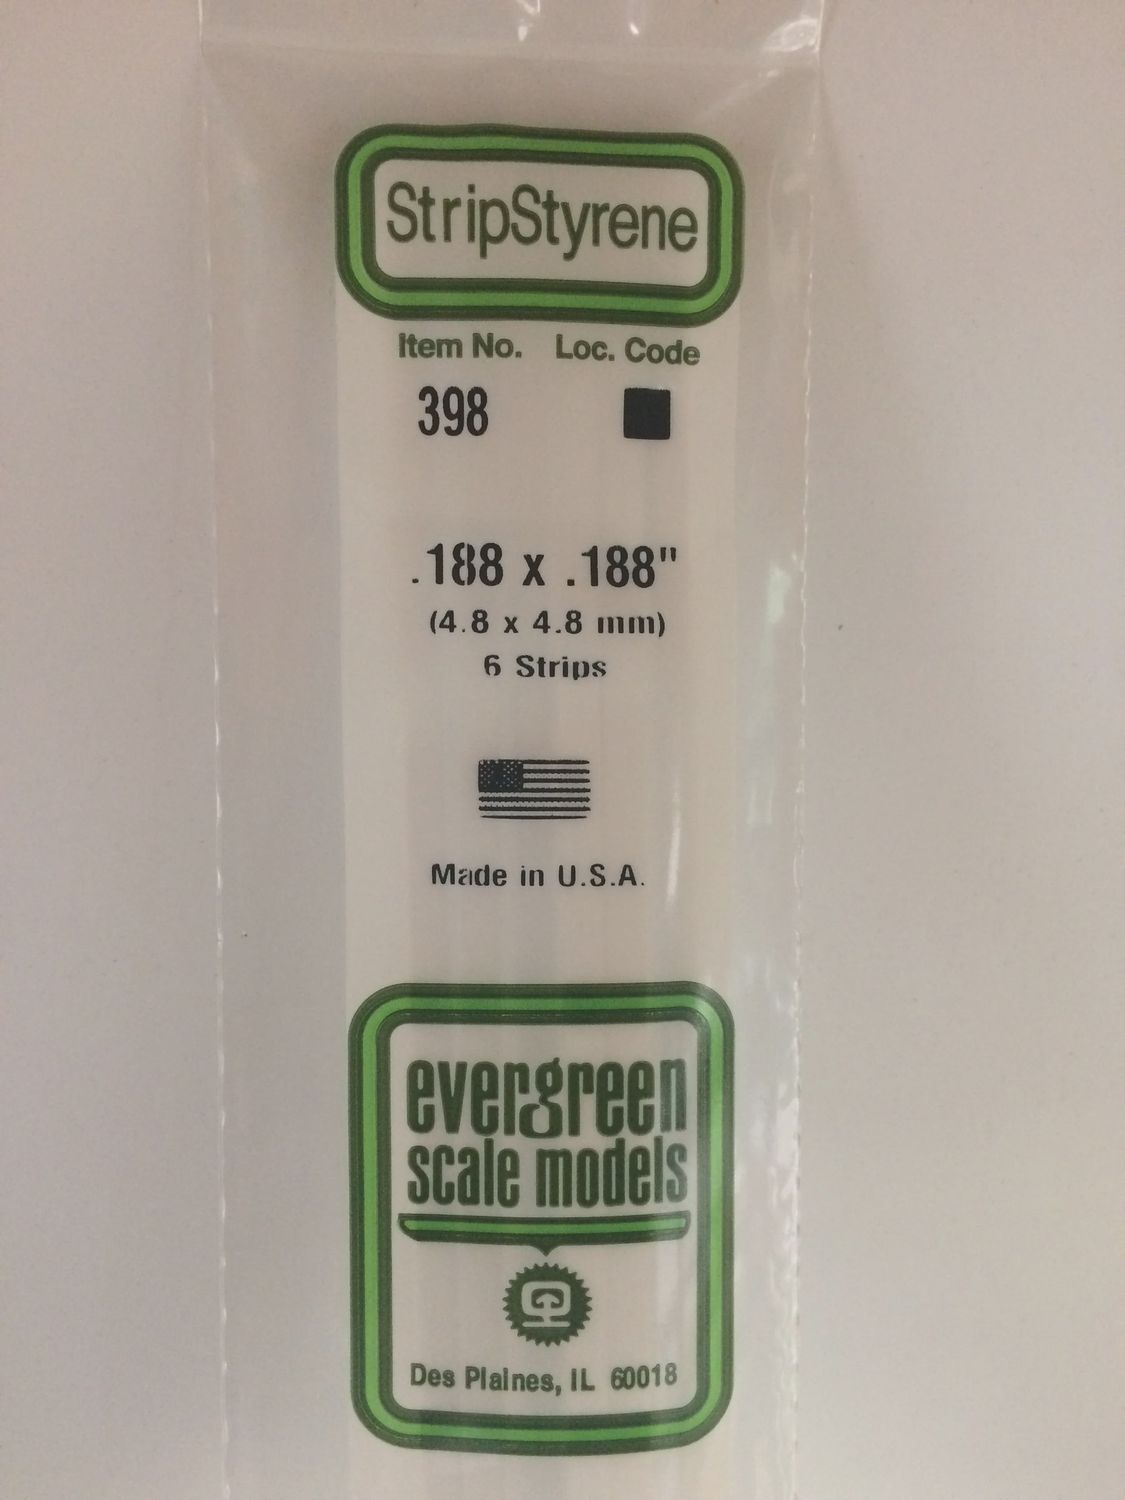 StripStyrene
Item No. Loc. Code
398
.188 x .188"
(4.8 x 4.8 mm)
6 Strips
Made in U.S.A.
evergreen
scale models
Des Plaines, IL 60018